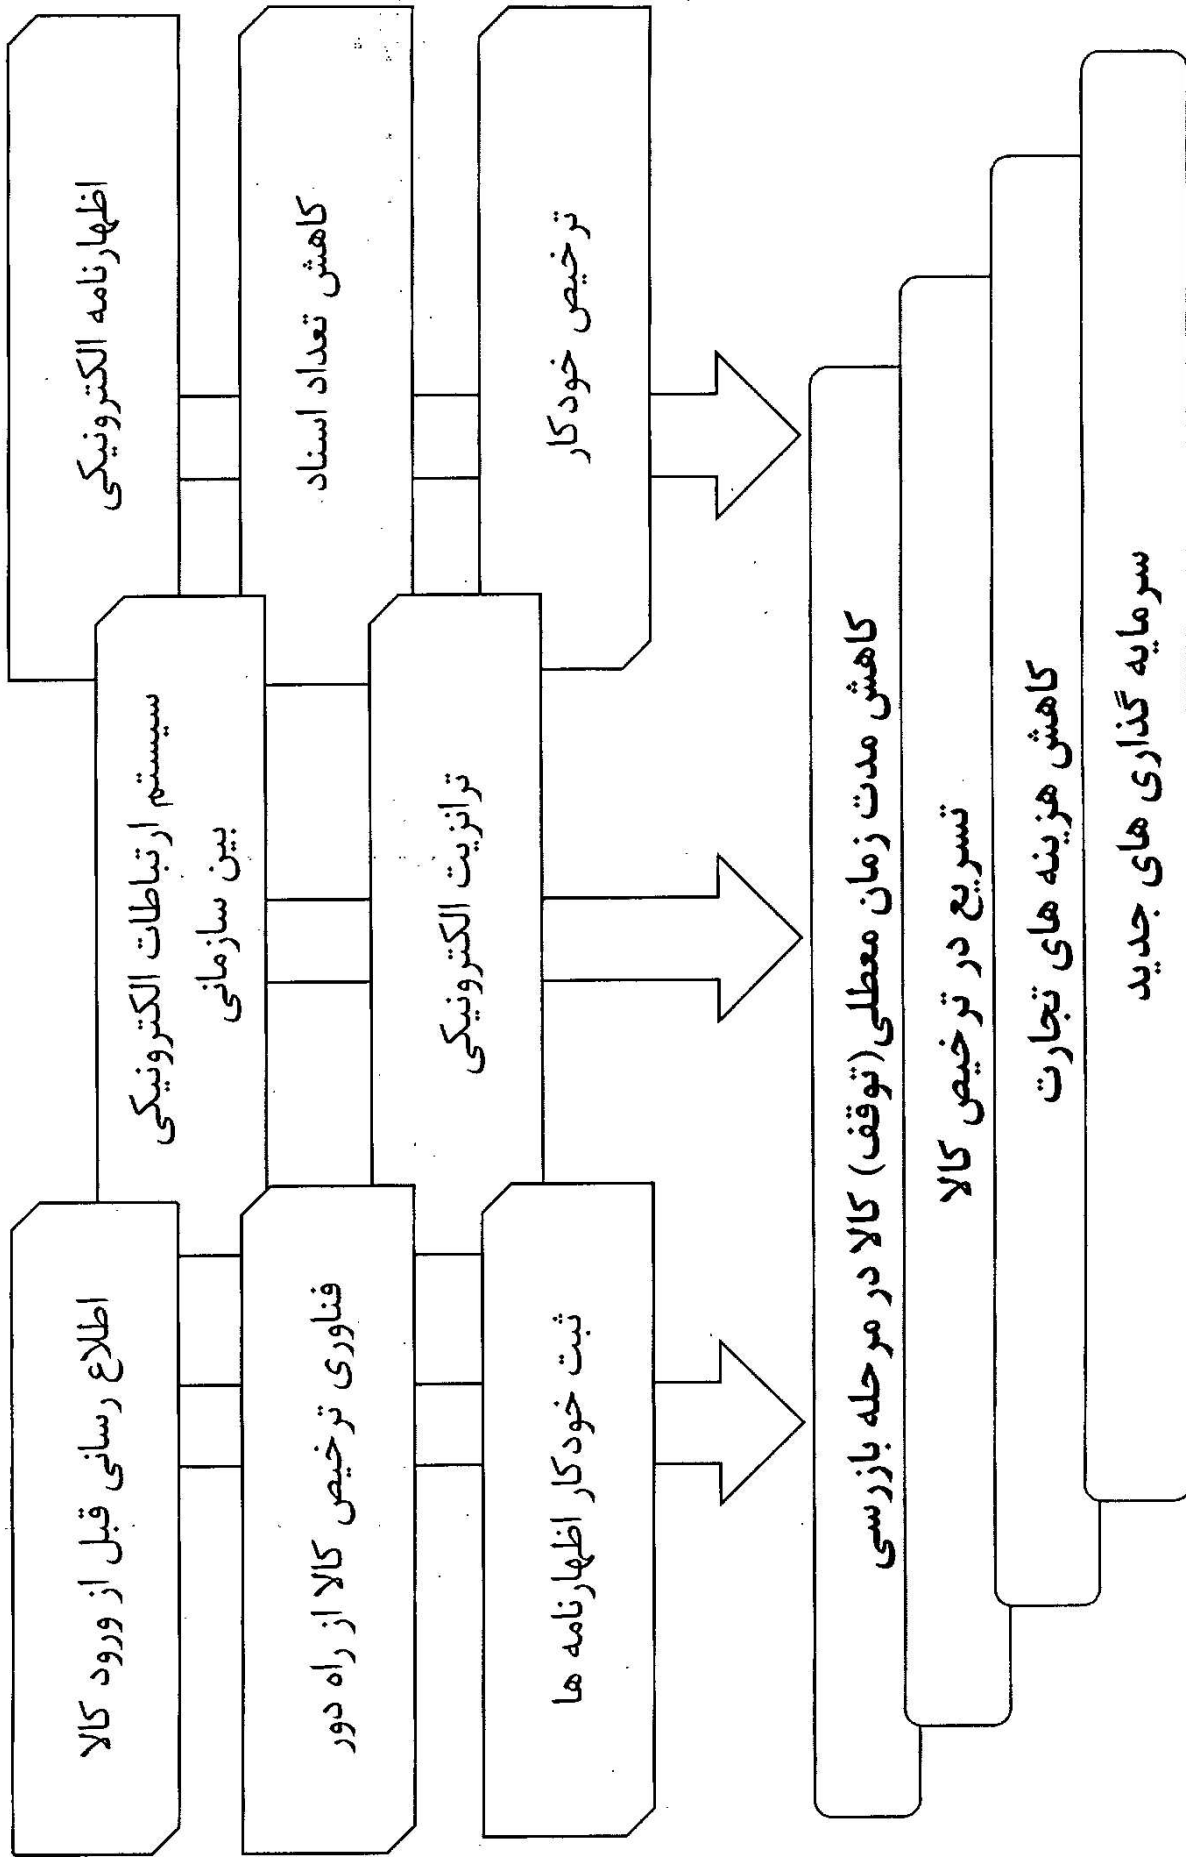 اظهارنامه الکترونیکی
سیستم ارتباطات الکترونیکی
بین سازمانی
اطلاع رسانی قبل از ورود کالا
کاهش تعداد اسناد
فناوری ترخیص کالا از راه دور
ترانزیت الکترونیکی
ترخیص خودکار
ثبت خودکار اظهارنامه ها
کاهش مدت زمان معطلی(توقف) کالا در مرحله بازرسی
تسریع در ترخیص کالا
کاهش هزینه های تجارت
سرمایه گذاری های جدید